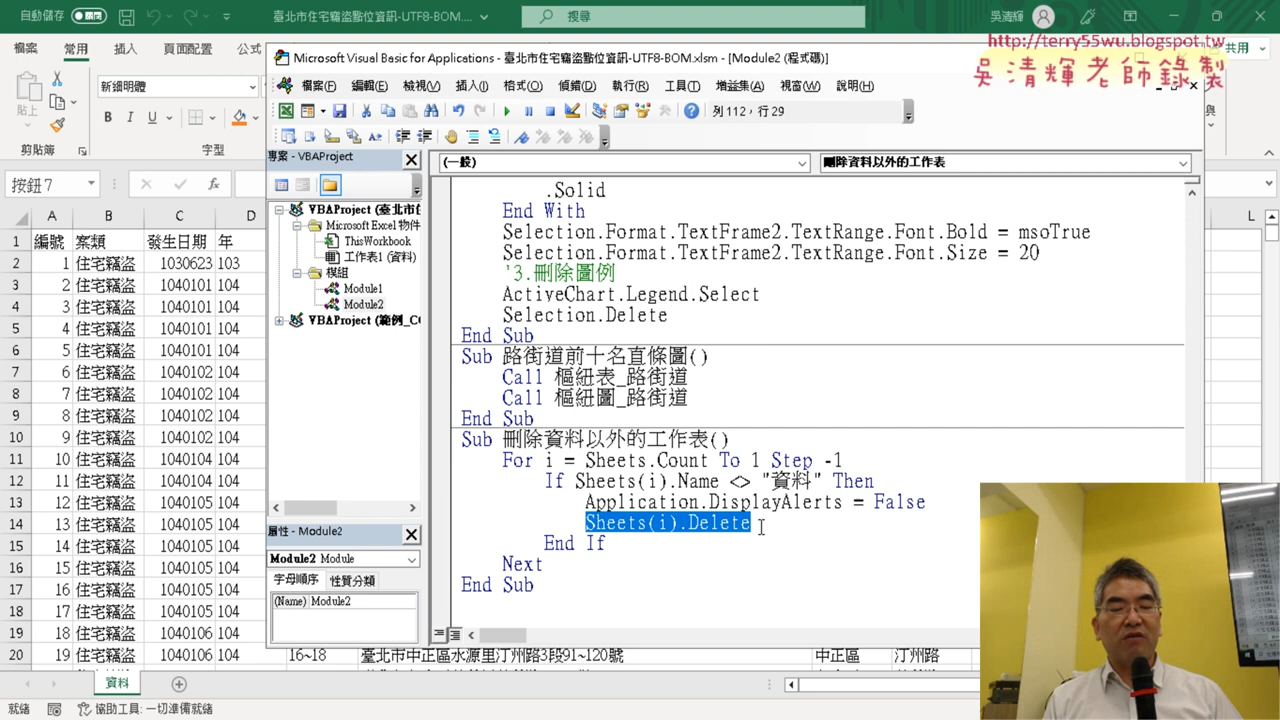 自動儲存
臺北市住宅竊盜點位資訊-UTF8-BOM....
搜尋
吳清輝
http://terry55wu.blogspot.tw
吳清輝老師錄製
檔案 常用 插入 頁面配置 公式
共用
新細明體
貼上
B I U
剪貼簿
字型
Microsoft Visual Basic for Applications - 臺北市住宅竊盜點位資訊-UTF8-BOM.xlsm - [Module2 (程式碼)]
檔案(F) 編輯(E) 檢視(V) 插入(I) 格式(O) 偵錯(D) 執行(R) 工具(T) 增益集(A) 視窗(W) 說明(H)
列 112，行 29
專案 - VBAProject
(一般)
刪除資料以外的工作表
按鈕 7
fx
VBAProject (臺北市住
Microsoft Excel 物件
ThisWorkbook
工作表1 (資料)
模組
Module1
Module2
VBAProject (範例_CO
屬性 - Module2
Module2 Module
字母順序 性質分類
(Name) Module2
.Solid
End With
Selection.Format.TextFrame2.TextRange.Font.Bold = msoTrue
Selection.Format.TextFrame2.TextRange.Font.Size = 20
'3.刪除圖例
ActiveChart.Legend.Select
Selection.Delete
End Sub
Sub 路街道前十名直條圖()
Call 樞紐表_路街道
Call 樞紐圖_路街道
End Sub
Sub 刪除資料以外的工作表()
For i = Sheets.Count To 1 Step -1
If Sheets(i).Name <> "資料" Then
Application.DisplayAlerts = False
Sheets(i).Delete
End If
Next
End Sub
A B C D L
1 編號 案類 發生日期 年
2 1 住宅竊盜 1030623 103
3 2 住宅竊盜 1040101 104
4 3 住宅竊盜 1040101 104
5 4 住宅竊盜 1040101 104
6 5 住宅竊盜 1040101 104
7 6 住宅竊盜 1040102 104
8 7 住宅竊盜 1040102 104
9 8 住宅竊盜 1040102 104
10 9 住宅竊盜 1040102 104
11 10 住宅竊盜 1040104 104
12 11 住宅竊盜 1040104 104
13 12 住宅竊盜 1040105 104
14 13 住宅竊盜 1040105 104
15 14 住宅竊盜 1040105 104
16 15 住宅竊盜 1040105 104
17 16 住宅竊盜 1040105 104
18 17 住宅竊盜 1040105 104
19 18 住宅竊盜 1040106 104
20 19 住宅竊盜 1040106 104 16~18 臺北市中正區水源里汀州路3段91~120號 中正區 汀州路
資料
就緒
協助工具: 一切準備就緒